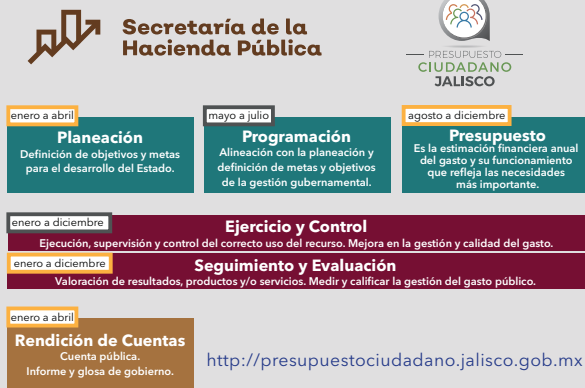 Secretaría de la
Hacienda Pública
PRESUPUESTO
CIUDADANO
JALISCO
enero a abril
Planeación
Definición de objetivos y metas
para el desarrollo del Estado.
mayo a julio
Programación
Alineación con la planeación y
definición de metas y objetivos
de la gestión gubernamental.
agosto a diciembre
Presupuesto
Es la estimación financiera anual
del gasto y su funcionamiento
que refleja las necesidades
más importante.
enero a diciembre
Ejercicio y Control
Ejecución, supervisión y control del correcto uso del recurso. Mejora en la gestión y calidad del gasto.
enero a diciembre
Seguimiento y Evaluación
Valoración de resultados, productos y/o servicios. Medir y calificar la gestión del gasto público.
enero a abril
Rendición de Cuentas
Cuenta pública.
Informe y glosa de gobierno.
http://presupuestociudadano.jalisco.gob.mx